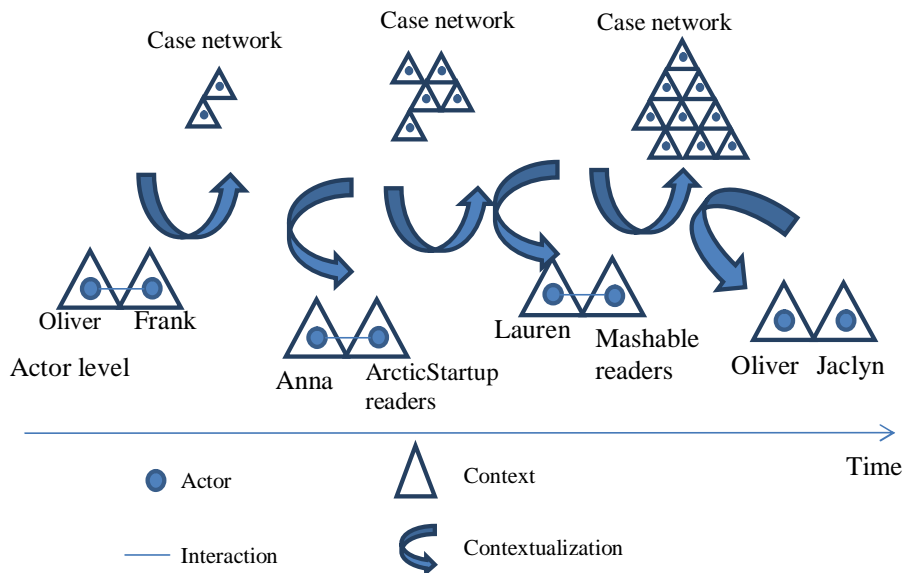 Case network
Case network
Case network
Oliver
Frank
Lauren
Mashable
readers
Actor level
Anna
ArcticStartup
readers
Oliver
Jaclyn
Time
Actor
Context
Interaction
Contextualization